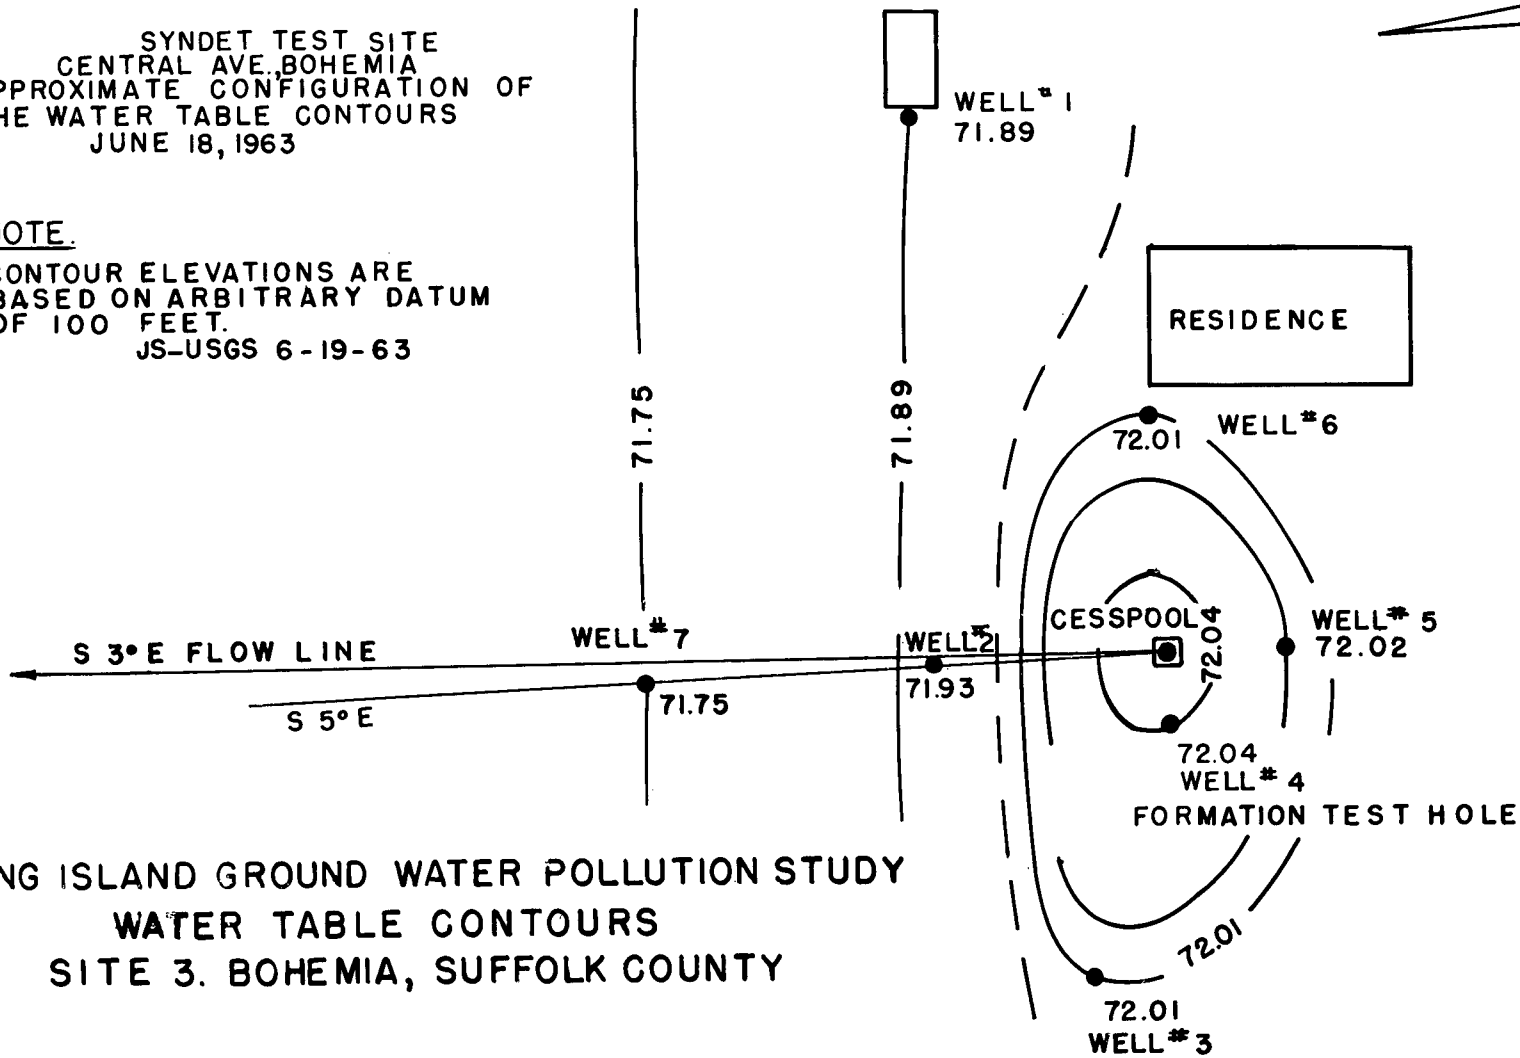 SYNDET TEST SITE
CENTRAL AVE., BOHEMIA
PPROXIMATE CONFIGURATION OF
HE WATER TABLE CONTOURS
JUNE 18, 1963
OTE.
ONTOUR ELEVATIONS ARE
BASED ON ARBITRARY DATUM
OF 100 FEET.
JS-USGS 6-19-63
WELL # 1
71.89
RESIDENCE
71.75
71.89
72.01
WELL # 6
CESSPOOL
72.04
WELL # 5
72.02
WELL # 7
WELL # 2
S 3° E FLOW LINE
71.75
71.93
S 5° E
72.04
WELL # 4
FORMATION TEST HOLE
NG ISLAND GROUND WATER POLLUTION STUDY
WATER TABLE CONTOURS
SITE 3. BOHEMIA, SUFFOLK COUNTY
72.01
72.01
WELL # 3